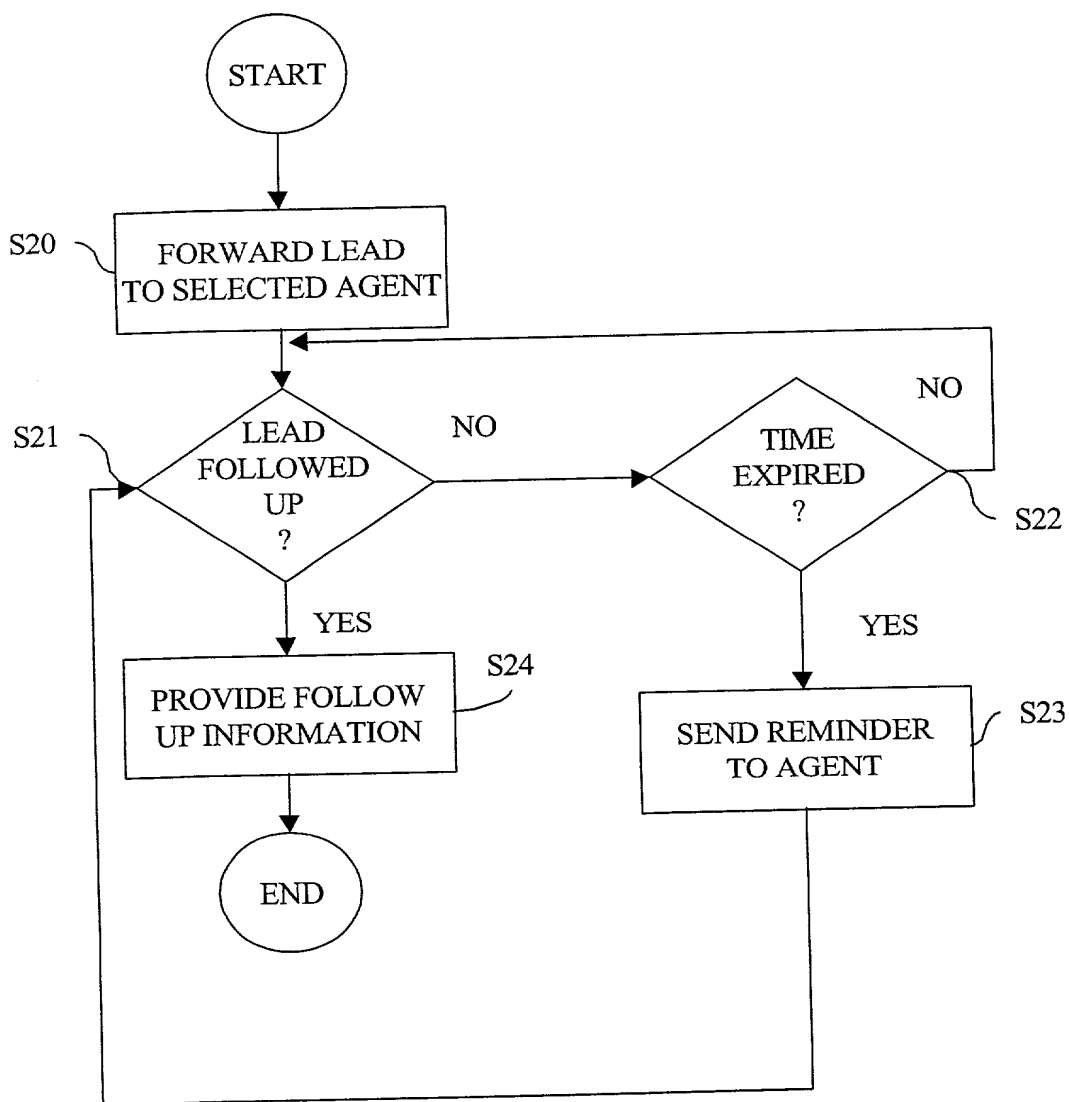 START
S20
FORWARD LEAD
TO SELECTED AGENT
S21
LEAD
FOLLOWED
UP
?
NO
TIME
EXPIRED
?
NO
S22
YES
YES
PROVIDE FOLLOW
UP INFORMATION
S24
SEND REMINDER
TO AGENT
S23
END